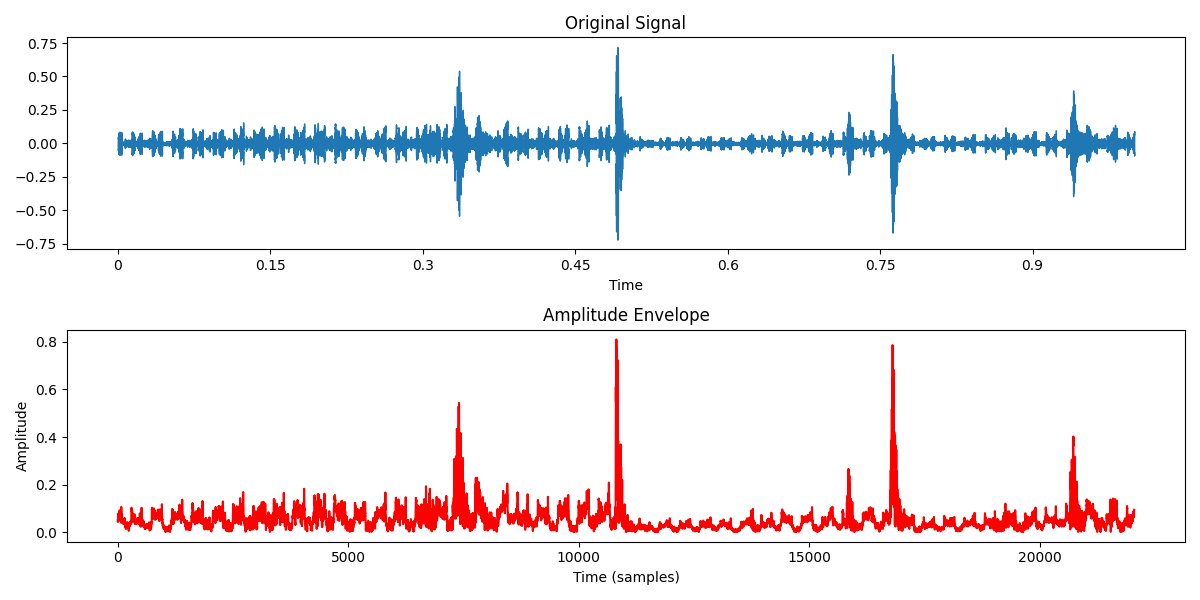 Original Signal
0.75
0.50
0.25
0.00
−0.25
−0.50
−0.75
0 0.15 0.3 0.45 0.6 0.75 0.9
Time
Amplitude Envelope
0.8
0.6
0.4
0.2
0.0
Amplitude
0 5000 10000 15000 20000
Time (samples)